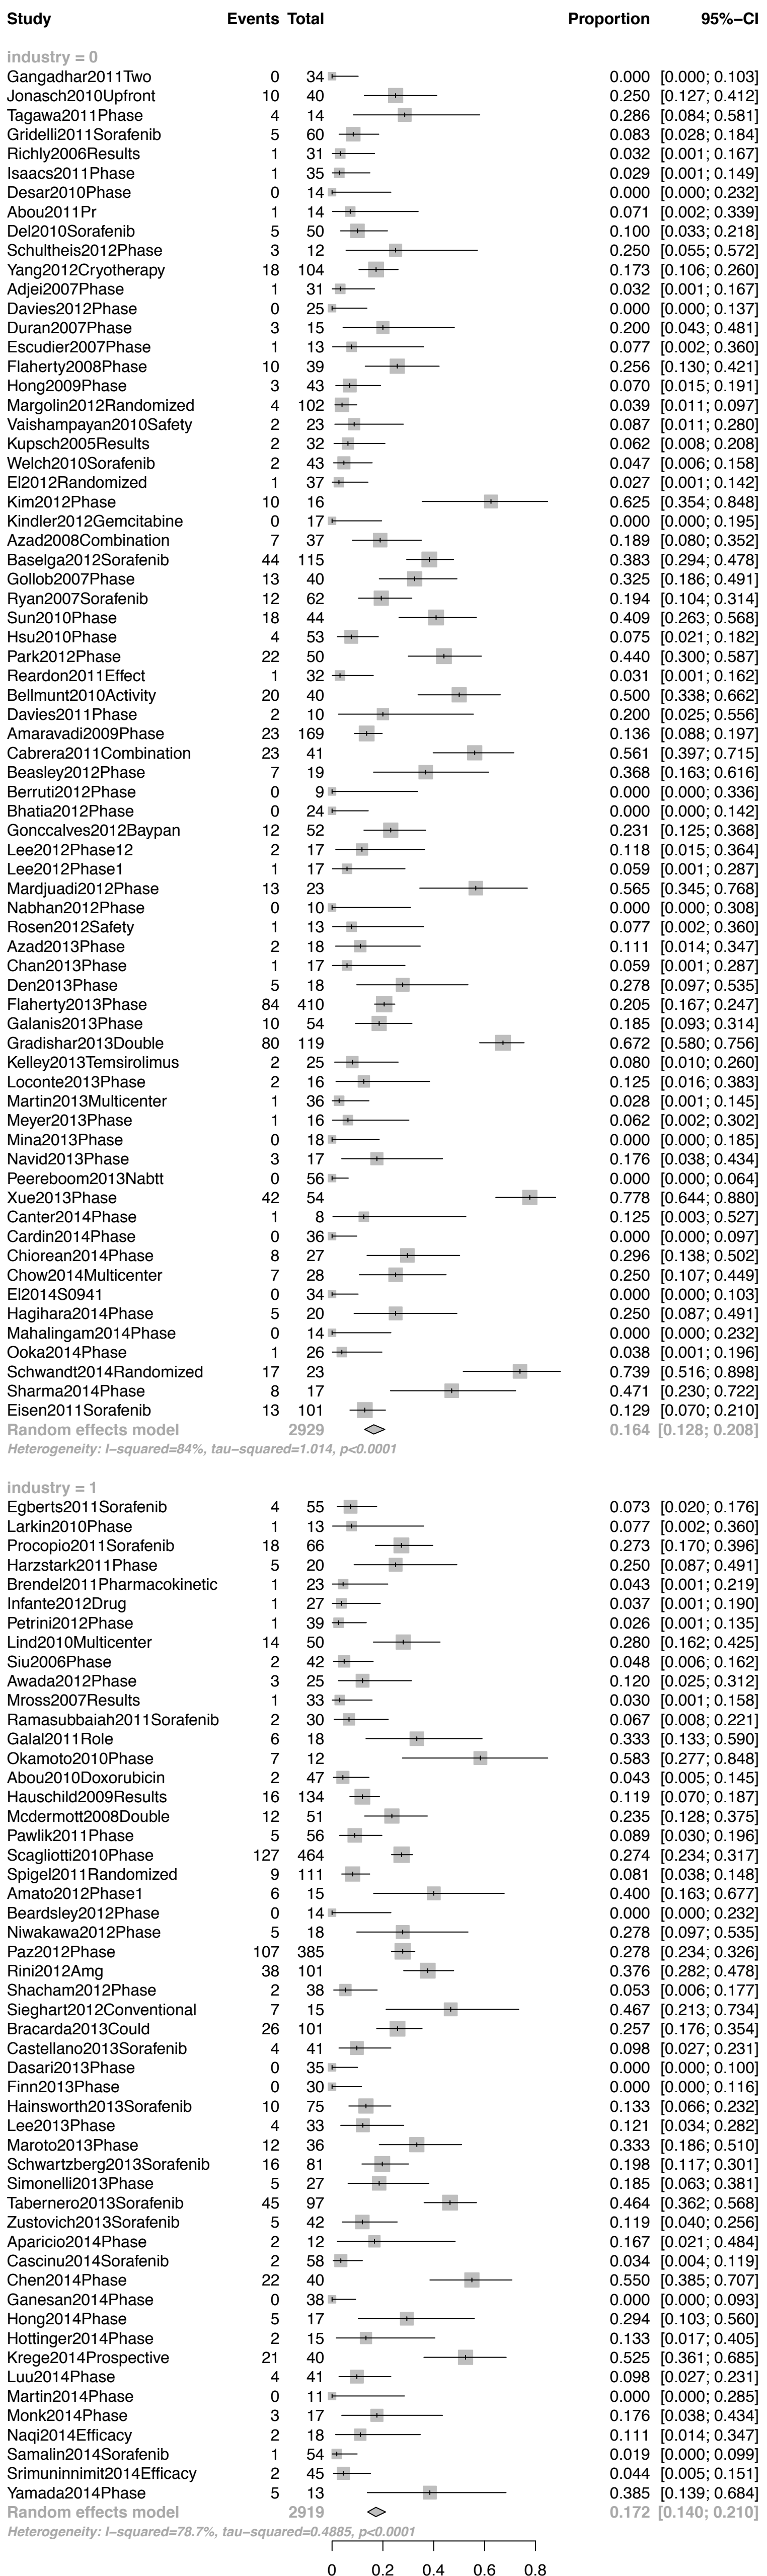 Study Events Total Proportion 95%−CI
industry = 0
Gangadhar2011Two 0 34 0.000 [0.000; 0.103]
Jonasch2010Upfront 10 40 0.250 [0.127; 0.412]
Tagawa2011Phase 4 14 0.286 [0.084; 0.581]
Gridelli2011Sorafenib 5 60 0.083 [0.028; 0.184]
Richly2006Results 1 31 0.032 [0.001; 0.167]
Isaacs2011Phase 1 35 0.029 [0.001; 0.149]
Desar2010Phase 0 14 0.000 [0.000; 0.232]
Abou2011Pr 1 14 0.071 [0.002; 0.339]
Del2010Sorafenib 5 50 0.100 [0.033; 0.218]
Schultheis2012Phase 3 12 0.250 [0.055; 0.572]
Yang2012Cryotherapy 18 104 0.173 [0.106; 0.260]
Adjei2007Phase 1 31 0.032 [0.001; 0.167]
Davies2012Phase 0 25 0.000 [0.000; 0.137]
Duran2007Phase 3 15 0.200 [0.043; 0.481]
Escudier2007Phase 1 13 0.077 [0.002; 0.360]
Flaherty2008Phase 10 39 0.256 [0.130; 0.421]
Hong2009Phase 3 43 0.070 [0.015; 0.191]
Margolin2012Randomized 4 102 0.039 [0.011; 0.097]
Vaishampayan2010Safety 2 23 0.087 [0.011; 0.280]
Kupsch2005Results 2 32 0.062 [0.008; 0.208]
Welch2010Sorafenib 2 43 0.047 [0.006; 0.158]
El2012Randomized 1 37 0.027 [0.001; 0.142]
Kim2012Phase 10 16 0.625 [0.354; 0.848]
Kindler2012Gemcitabine 0 17 0.000 [0.000; 0.195]
Azad2008Combination 7 37 0.189 [0.080; 0.352]
Baselga2012Sorafenib 44 115 0.383 [0.294; 0.478]
Gollob2007Phase 13 40 0.325 [0.186; 0.491]
Ryan2007Sorafenib 12 62 0.194 [0.104; 0.314]
Sun2010Phase 18 44 0.409 [0.263; 0.568]
Hsu2010Phase 4 53 0.075 [0.021; 0.182]
Park2012Phase 22 50 0.440 [0.300; 0.587]
Reardon2011Effect 1 32 0.031 [0.001; 0.162]
Bellmunt2010Activity 20 40 0.500 [0.338; 0.662]
Davies2011Phase 2 10 0.200 [0.025; 0.556]
Amaravadi2009Phase 23 169 0.136 [0.088; 0.197]
Cabrera2011Combination 23 41 0.561 [0.397; 0.715]
Beasley2012Phase 7 19 0.368 [0.163; 0.616]
Berruti2012Phase 0 9 0.000 [0.000; 0.336]
Bhatia2012Phase 0 24 0.000 [0.000; 0.142]
Gonccalves2012Baypan 12 52 0.231 [0.125; 0.368]
Lee2012Phase12 2 17 0.118 [0.015; 0.364]
Lee2012Phase1 1 17 0.059 [0.001; 0.287]
Mardjuadi2012Phase 13 23 0.565 [0.345; 0.768]
Nabhan2012Phase 0 10 0.000 [0.000; 0.308]
Rosen2012Safety 1 13 0.077 [0.002; 0.360]
Azad2013Phase 2 18 0.111 [0.014; 0.347]
Chan2013Phase 1 17 0.059 [0.001; 0.287]
Den2013Phase 5 18 0.278 [0.097; 0.535]
Flaherty2013Phase 84 410 0.205 [0.167; 0.247]
Galanis2013Phase 10 54 0.185 [0.093; 0.314]
Gradishar2013Double 80 119 0.672 [0.580; 0.756]
Kelley2013Temsirolimus 2 25 0.080 [0.010; 0.260]
Loconte2013Phase 2 16 0.125 [0.016; 0.383]
Martin2013Multicenter 1 36 0.028 [0.001; 0.145]
Meyer2013Phase 1 16 0.062 [0.002; 0.302]
Mina2013Phase 0 18 0.000 [0.000; 0.185]
Navid2013Phase 3 17 0.176 [0.038; 0.434]
Peereboom2013Nabtt 0 56 0.000 [0.000; 0.064]
Xue2013Phase 42 54 0.778 [0.644; 0.880]
Canter2014Phase 1 8 0.125 [0.003; 0.527]
Cardin2014Phase 0 36 0.000 [0.000; 0.097]
Chiorean2014Phase 8 27 0.296 [0.138; 0.502]
Chow2014Multicenter 7 28 0.250 [0.107; 0.449]
El2014S0941 0 34 0.000 [0.000; 0.103]
Hagihara2014Phase 5 20 0.250 [0.087; 0.491]
Mahalingam2014Phase 0 14 0.000 [0.000; 0.232]
Ooka2014Phase 1 26 0.038 [0.001; 0.196]
Schwandt2014Randomized 17 23 0.739 [0.516; 0.898]
Sharma2014Phase 8 17 0.471 [0.230; 0.722]
Eisen2011Sorafenib 13 101 0.129 [0.070; 0.210]
Random effects model 2929 0.164 [0.128; 0.208]
Heterogeneity: I−squared=84%, tau−squared=1.014, p<0.0001
industry = 1
Egberts2011Sorafenib 4 55 0.073 [0.020; 0.176]
Larkin2010Phase 1 13 0.077 [0.002; 0.360]
Procopio2011Sorafenib 18 66 0.273 [0.170; 0.396]
Harzstark2011Phase 5 20 0.250 [0.087; 0.491]
Brendel2011Pharmacokinetic 1 23 0.043 [0.001; 0.219]
Infante2012Drug 1 27 0.037 [0.001; 0.190]
Petrini2012Phase 1 39 0.026 [0.001; 0.135]
Lind2010Multicenter 14 50 0.280 [0.162; 0.425]
Siu2006Phase 2 42 0.048 [0.006; 0.162]
Awada2012Phase 3 25 0.120 [0.025; 0.312]
Mross2007Results 1 33 0.030 [0.001; 0.158]
Ramasubbaiah2011Sorafenib 2 30 0.067 [0.008; 0.221]
Galal2011Role 6 18 0.333 [0.133; 0.590]
Okamoto2010Phase 7 12 0.583 [0.277; 0.848]
Abou2010Doxorubicin 2 47 0.043 [0.005; 0.145]
Hauschild2009Results 16 134 0.119 [0.070; 0.187]
Mcdermott2008Double 12 51 0.235 [0.128; 0.375]
Pawlik2011Phase 5 56 0.089 [0.030; 0.196]
Scagliotti2010Phase 127 464 0.274 [0.234; 0.317]
Spigel2011Randomized 9 111 0.081 [0.038; 0.148]
Amato2012Phase1 6 15 0.400 [0.163; 0.677]
Beardsley2012Phase 0 14 0.000 [0.000; 0.232]
Niwakawa2012Phase 5 18 0.278 [0.097; 0.535]
Paz2012Phase 107 385 0.278 [0.234; 0.326]
Rini2012Amg 38 101 0.376 [0.282; 0.478]
Shacham2012Phase 2 38 0.053 [0.006; 0.177]
Sieghart2012Conventional 7 15 0.467 [0.213; 0.734]
Bracarda2013Could 26 101 0.257 [0.176; 0.354]
Castellano2013Sorafenib 4 41 0.098 [0.027; 0.231]
Dasari2013Phase 0 35 0.000 [0.000; 0.100]
Finn2013Phase 0 30 0.000 [0.000; 0.116]
Hainsworth2013Sorafenib 10 75 0.133 [0.066; 0.232]
Lee2013Phase 4 33 0.121 [0.034; 0.282]
Maroto2013Phase 12 36 0.333 [0.186; 0.510]
Schwartzberg2013Sorafenib 16 81 0.198 [0.117; 0.301]
Simonelli2013Phase 5 27 0.185 [0.063; 0.381]
Tabernero2013Sorafenib 45 97 0.464 [0.362; 0.568]
Zustovich2013Sorafenib 5 42 0.119 [0.040; 0.256]
Aparicio2014Phase 2 12 0.167 [0.021; 0.484]
Cascinu2014Sorafenib 2 58 0.034 [0.004; 0.119]
Chen2014Phase 22 40 0.550 [0.385; 0.707]
Ganesan2014Phase 0 38 0.000 [0.000; 0.093]
Hong2014Phase 5 17 0.294 [0.103; 0.560]
Hottinger2014Phase 2 15 0.133 [0.017; 0.405]
Krege2014Prospective 21 40 0.525 [0.361; 0.685]
Luu2014Phase 4 41 0.098 [0.027; 0.231]
Martin2014Phase 0 11 0.000 [0.000; 0.285]
Monk2014Phase 3 17 0.176 [0.038; 0.434]
Naqi2014Efficacy 2 18 0.111 [0.014; 0.347]
Samalin2014Sorafenib 1 54 0.019 [0.000; 0.099]
Srimuninnimit2014Efficacy 2 45 0.044 [0.005; 0.151]
Yamada2014Phase 5 13 0.385 [0.139; 0.684]
Random effects model 2919 0.172 [0.140; 0.210]
Heterogeneity: I−squared=78.7%, tau−squared=0.4885, p<0.0001
0 0.2 0.4 0.6 0.8